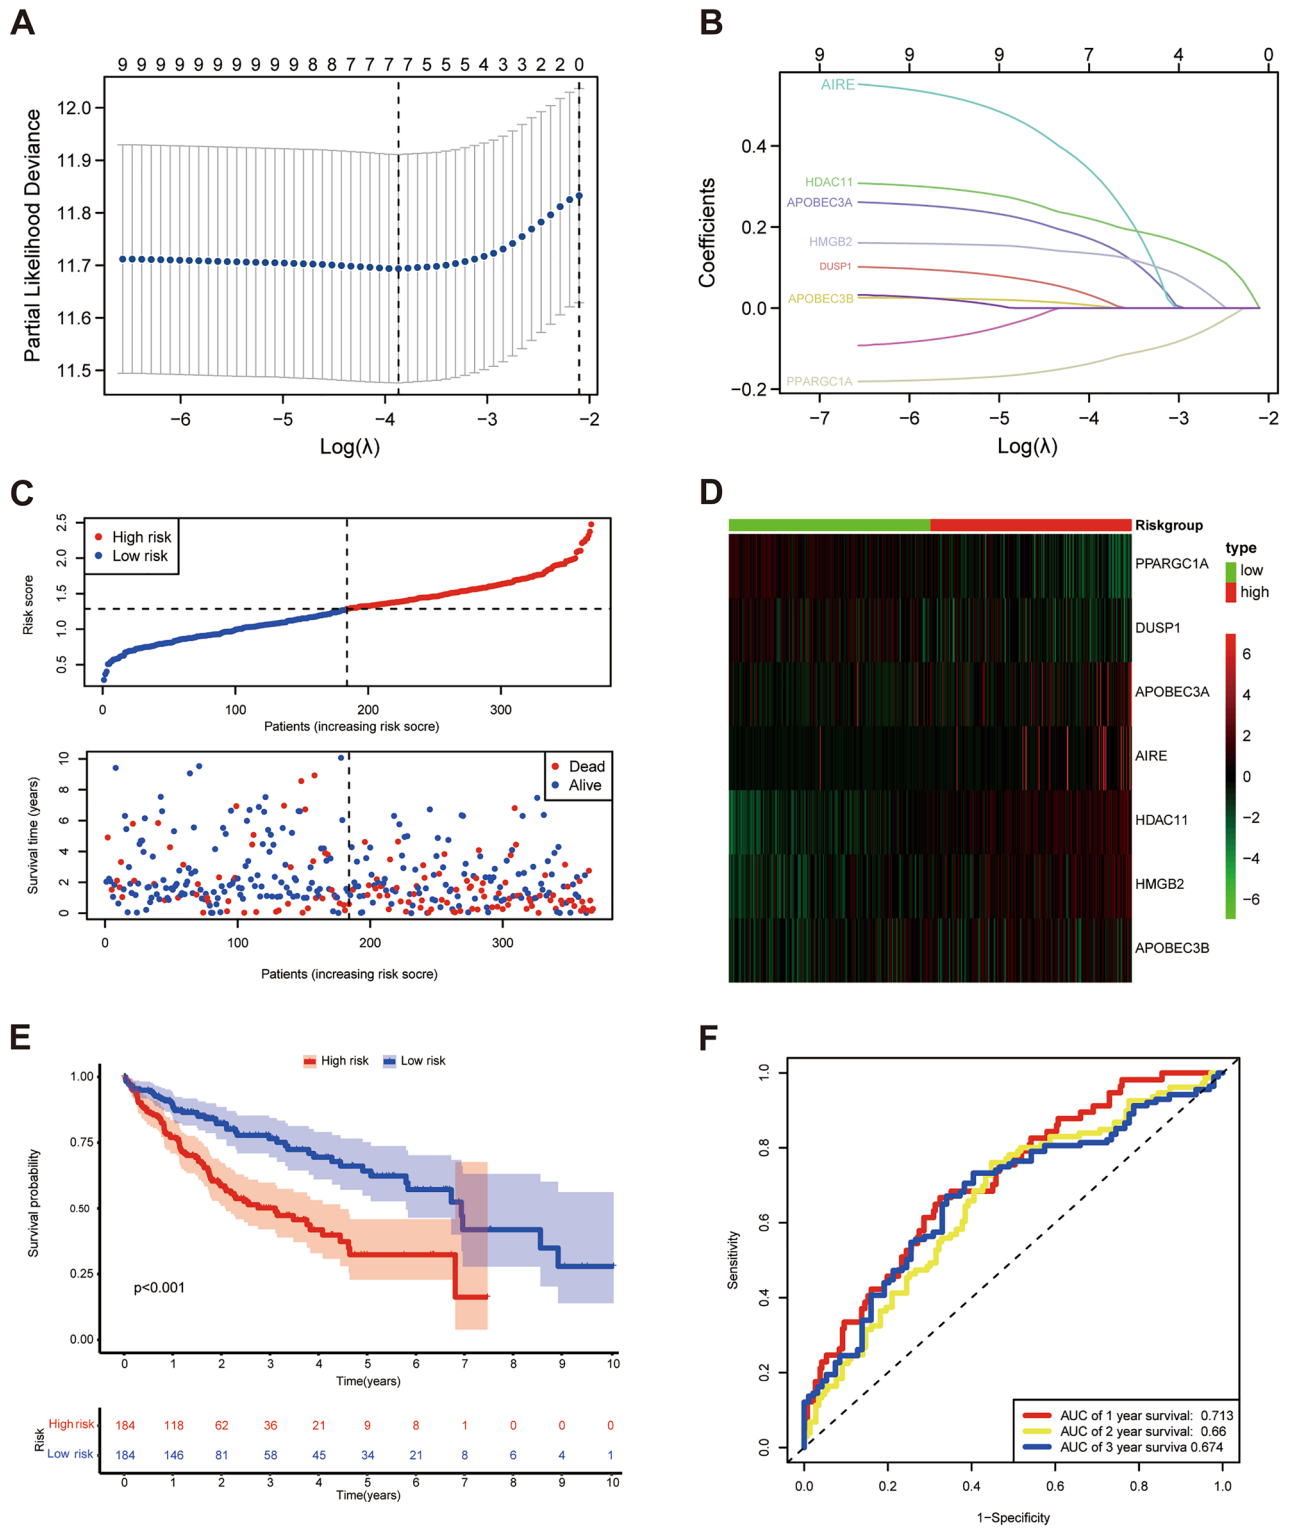 A
9 9 9 9 9 9 9 9 9 9 8 8 7 7 7 7 5 5 5 4 3 3 2 2 0
Partial Likelihood Deviance
12.0
11.9
11.8
11.7
11.6
11.5
−6 −5 −4 −3 −2
Log(λ)
B
9 9 9 7 4 0
Coefficients
0.4
0.2
0.0
−0.2
AIRE
HDAC11
APOBEC3A
HMGB2
DUSP1
APOBEC3B
PPARGC1A
−7 −6 −5 −4 −3 −2
Log(λ)
C
Risk score
2.5
2.0
1.5
1.0
0.5
High risk
Low risk
0 100 200 300
Patients (increasing risk socre)
Survival time (years)
10
8
6
4
2
0
Dead
Alive
0 100 200 300
Patients (increasing risk socre)
D
Riskgroup
PPARGC1A
DUSP1
APOBEC3A
AIRE
HDAC11
HMGB2
APOBEC3B
type
low
high
6
4
2
0
−2
−4
−6
E
High risk Low risk
Survival probability
1.00
0.75
0.50
0.25
0.00
p<0.001
0 1 2 3 4 5 6 7 8 9 10
Time(years)
Risk
High risk 184 118 62 36 21 9 8 1 0 0 0
Low risk 184 146 81 58 45 34 21 8 6 4 1
0 1 2 3 4 5 6 7 8 9 10
Time(years)
F
Sensitivity
1.0
0.8
0.6
0.4
0.2
0.0
AUC of 1 year survival: 0.713
AUC of 2 year survival: 0.66
AUC of 3 year surviva 0.674
0.0 0.2 0.4 0.6 0.8 1.0
1−Specificity